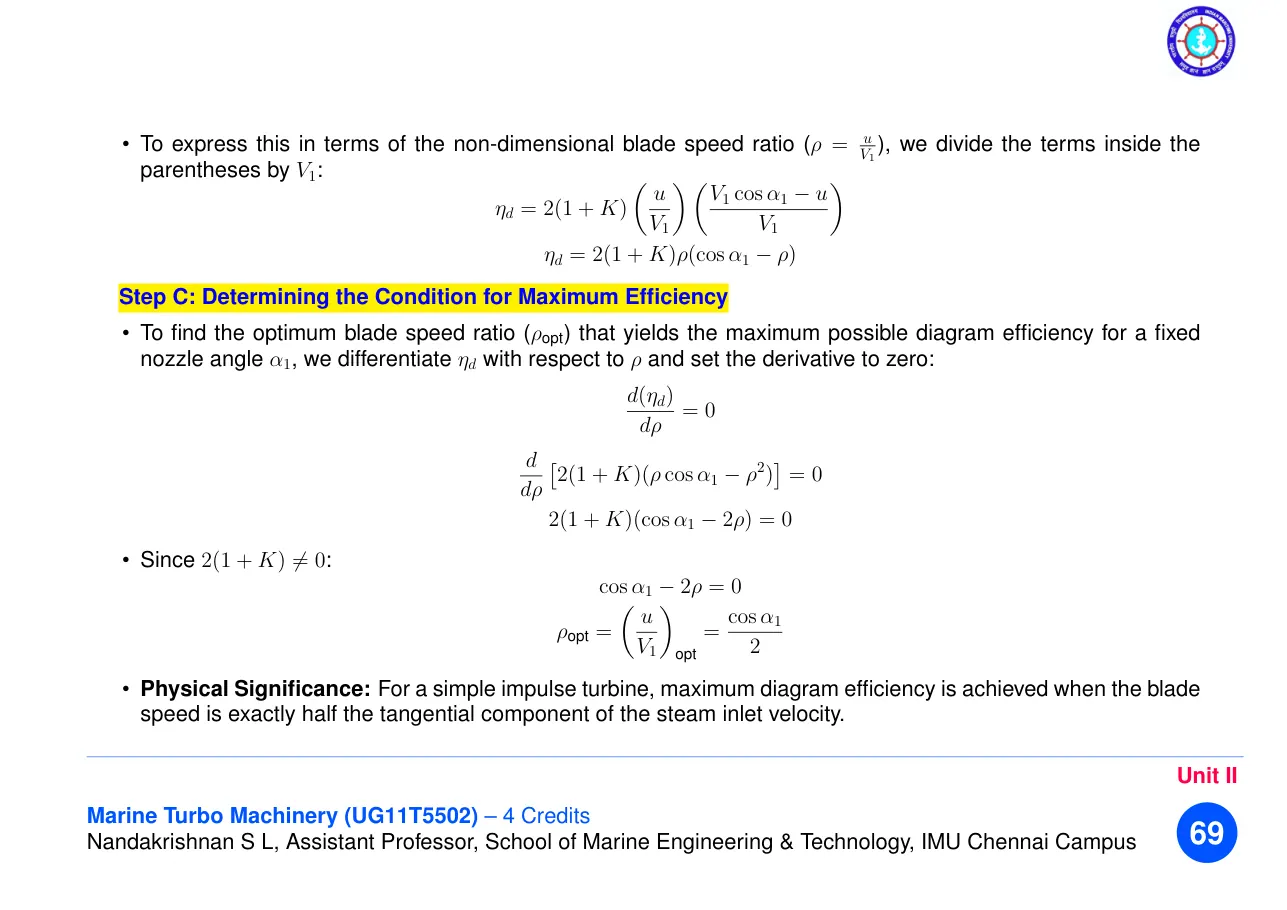 • To express this in terms of the non-dimensional blade speed ratio (ρ = u/V₁), we divide the terms inside the
parentheses by V₁:
η_d = 2(1 + K) (u/V₁) ((V₁ cos α₁ − u)/V₁)
η_d = 2(1 + K)ρ(cos α₁ − ρ)
Step C: Determining the Condition for Maximum Efficiency
• To find the optimum blade speed ratio (ρ_opt) that yields the maximum possible diagram efficiency for a fixed
nozzle angle α₁, we differentiate η_d with respect to ρ and set the derivative to zero:
d(η_d)/dρ = 0
d/dρ [2(1 + K)(ρ cos α₁ − ρ²)] = 0
2(1 + K)(cos α₁ − 2ρ) = 0
• Since 2(1 + K) ≠ 0:
cos α₁ − 2ρ = 0
ρ_opt = (u/V₁)_opt = cos α₁/2
• Physical Significance: For a simple impulse turbine, maximum diagram efficiency is achieved when the blade
speed is exactly half the tangential component of the steam inlet velocity.
Unit II
Marine Turbo Machinery (UG11T5502) – 4 Credits
Nandakrishnan S L, Assistant Professor, School of Marine Engineering & Technology, IMU Chennai Campus
69